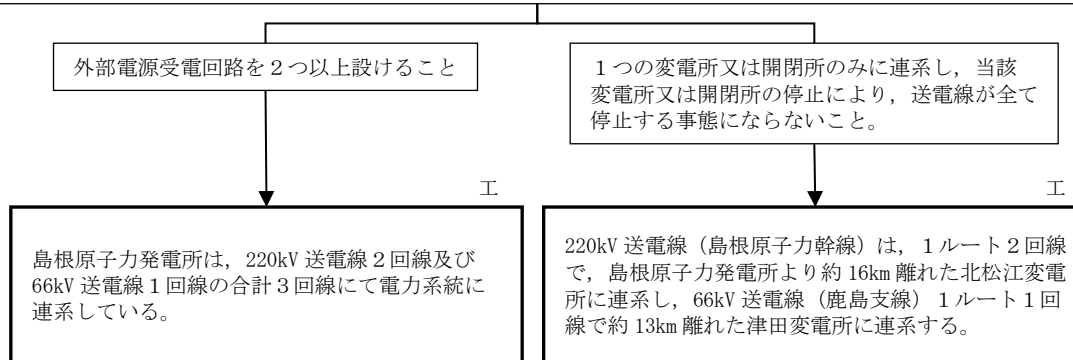 外部電源受電回路を２つ以上設けること
１つの変電所又は開閉所のみに連系し，当該
変電所又は開閉所の停止により，送電線が全て
停止する事態にならないこと。
工
島根原子力発電所は，220kV 送電線２回線及び
66kV 送電線１回線の合計３回線にて電力系統に
連系している。
工
220kV 送電線（島根原子力幹線）は，１ルート２回線
で，島根原子力発電所より約 16km 離れた北松江変電
所に連系し，66kV 送電線（鹿島支線）１ルート１回
線で約 13km 離れた津田変電所に連系する。